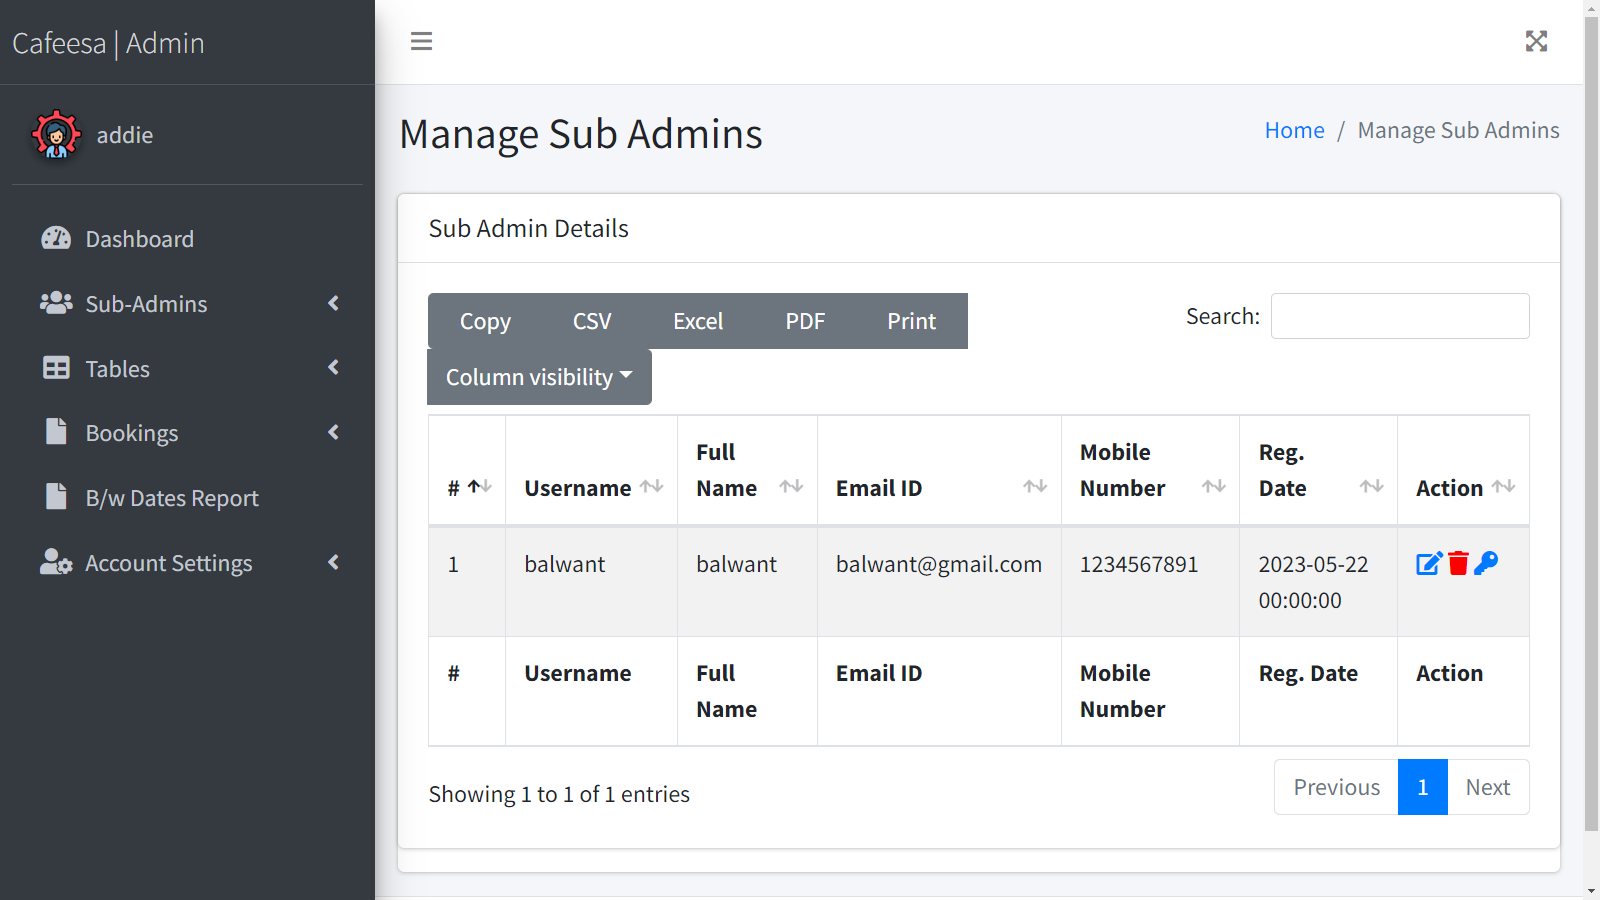 Cafeesa | Admin
addie
Dashboard
Sub-Admins
Tables
Bookings
B/w Dates Report
Account Settings
Manage Sub Admins
Home / Manage Sub Admins
Sub Admin Details
Copy CSV Excel PDF Print
Column visibility
Search:
# Username Full Name Email ID Mobile Number Reg. Date Action
1 balwant balwant balwant@gmail.com 1234567891 2023-05-22 00:00:00
# Username Full Name Email ID Mobile Number Reg. Date Action
Showing 1 to 1 of 1 entries
Previous 1 Next